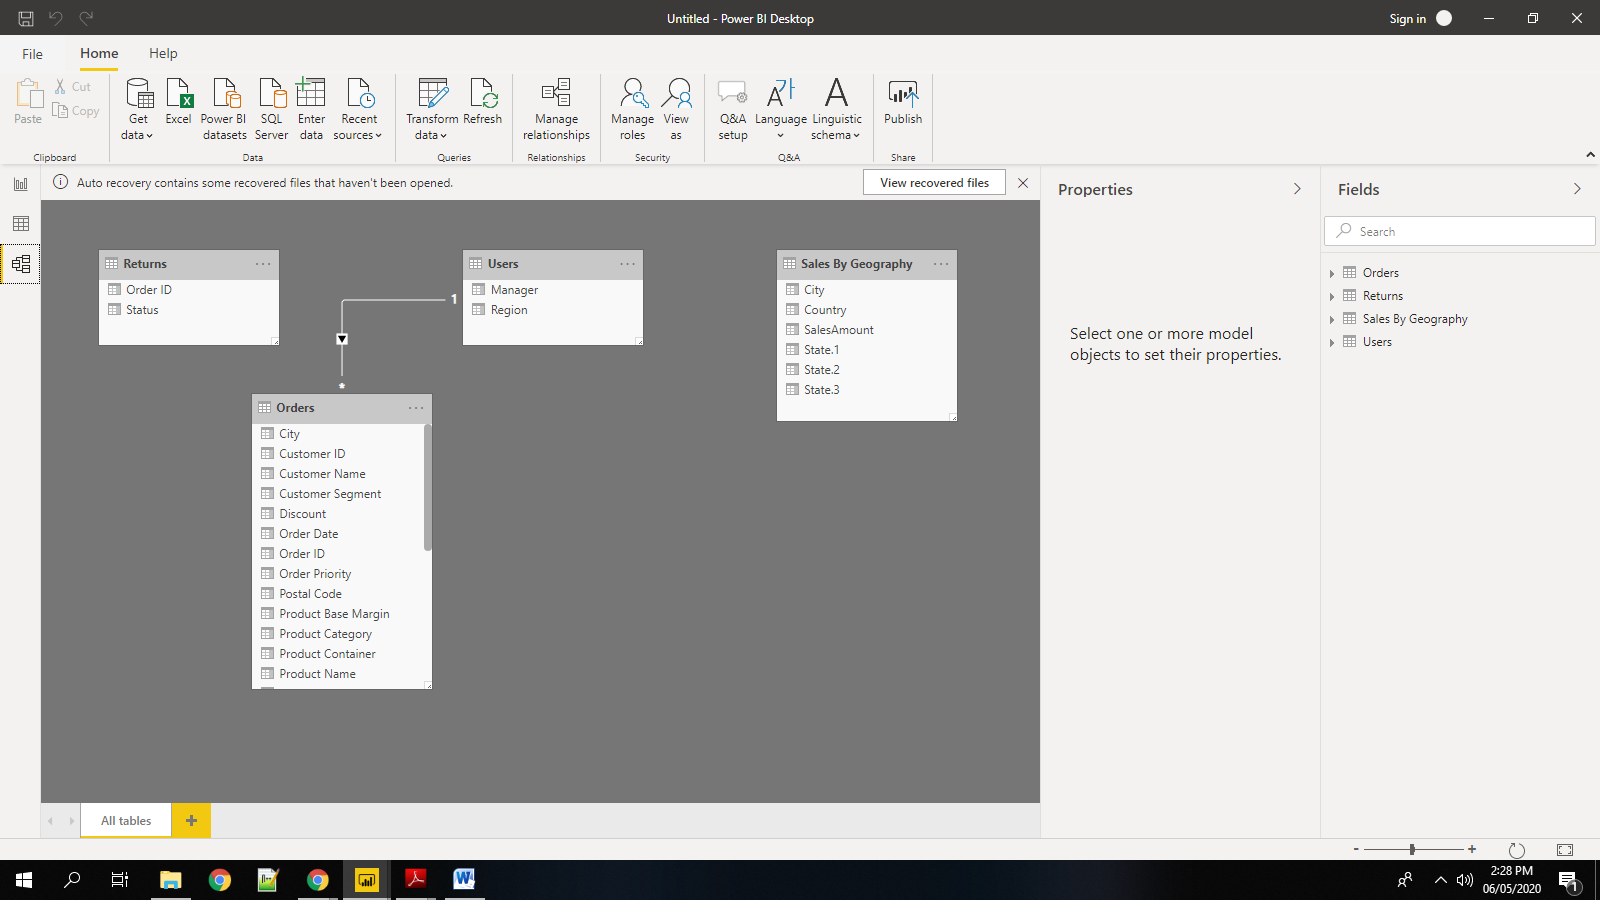 Untitled - Power BI Desktop
Sign in
File
Home
Help
Paste
Cut
Copy
Clipboard
Get data
Excel
Power BI datasets
SQL Server
Enter data
Recent sources
Data
Transform data
Refresh
Queries
Manage relationships
Relationships
Manage roles
View as
Security
Q&A setup
Language
Linguistic schema
Q&A
Publish
Share
Auto recovery contains some recovered files that haven't been opened.
View recovered files
Returns
Order ID
Status
Users
Manager
Region
1
*
Sales By Geography
City
Country
SalesAmount
State.1
State.2
State.3
Orders
City
Customer ID
Customer Name
Customer Segment
Discount
Order Date
Order ID
Order Priority
Postal Code
Product Base Margin
Product Category
Product Container
Product Name
Properties
Select one or more model
objects to set their properties.
Fields
Search
Orders
Returns
Sales By Geography
Users
All tables
+
- +
2:28 PM
06/05/2020
1